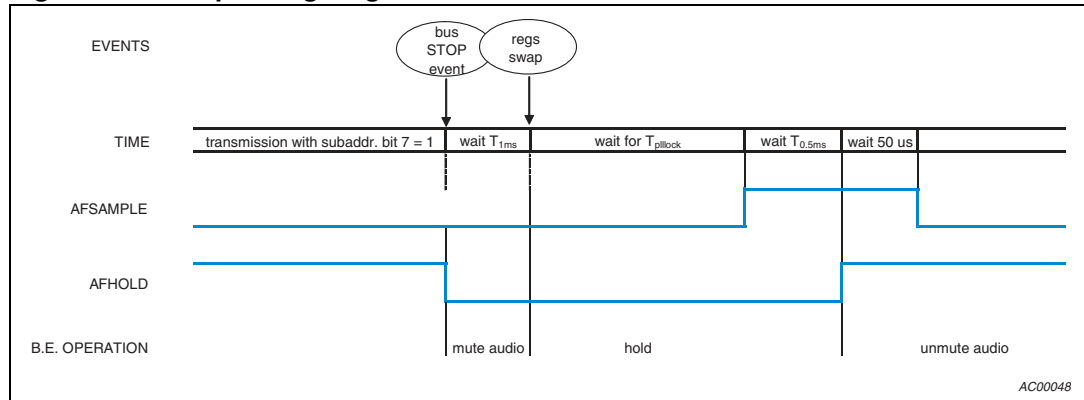 EVENTS
bus
STOP
event
regs
swap
TIME
transmission with subaddr. bit 7 = 1
wait T1ms
wait for Tplllock
wait T0.5ms
wait 50 us
AFSAMPLE
AFHOLD
B.E. OPERATION
mute audio
hold
unmute audio
AC00048